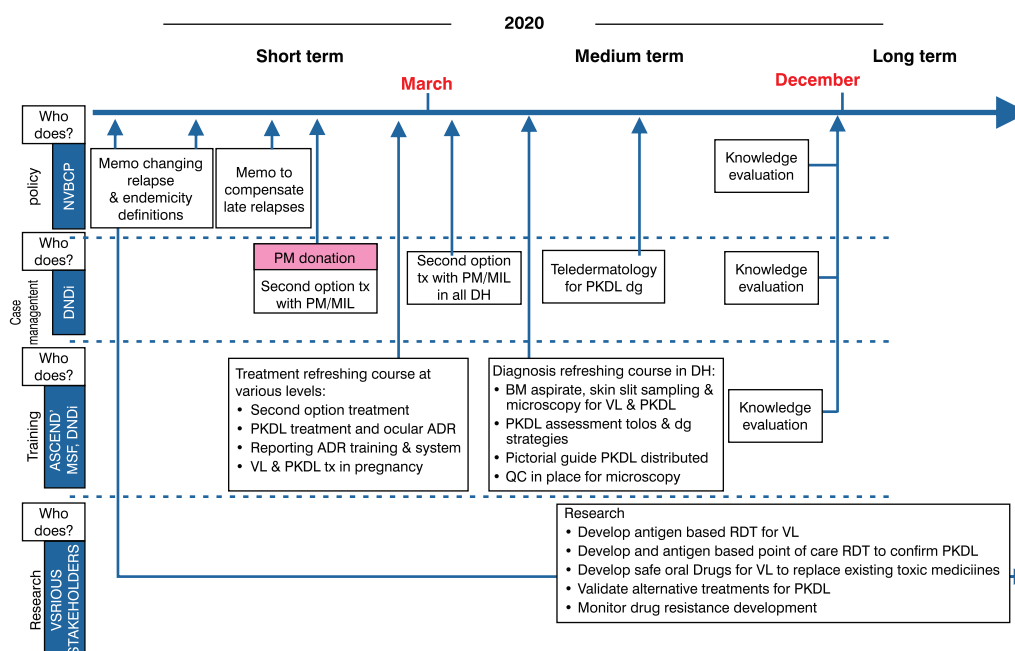 2020
Short term
Medium term
Long term
March
December
Who
does?
policy
NVBCP
Memo changing
relapse
& endemicity
definitions
Memo to
compensate
late relapses
Knowledge
evaluation
Who
does?
Case
management
DNDi
PM donation
Second option tx
with PM/MIL
Second option
tx with PM/MIL
in all DH
Teledermatology
for PKDL dg
Knowledge
evaluation
Who
does?
Training
ASCEND'
MSF, DNDi
Treatment refreshing course at
various levels:
• Second option treatment
• PKDL treatment and ocular ADR
• Reporting ADR training & system
• VL & PKDL tx in pregnancy
Diagnosis refreshing course in DH:
• BM aspirate, skin slit sampling &
microscopy for VL & PKDL
• PKDL assessment tolos & dg
strategies
• Pictorial guide PKDL distributed
• QC in place for microscopy
Knowledge
evaluation
Who
does?
Research
VSRIOUS
STAKEHOLDERS
Research
• Develop antigen based RDT for VL
• Develop and antigen based point of care RDT to confirm PKDL
• Develop safe oral Drugs for VL to replace existing toxic mediciines
• Validate alternative treatments for PKDL
• Monitor drug resistance development